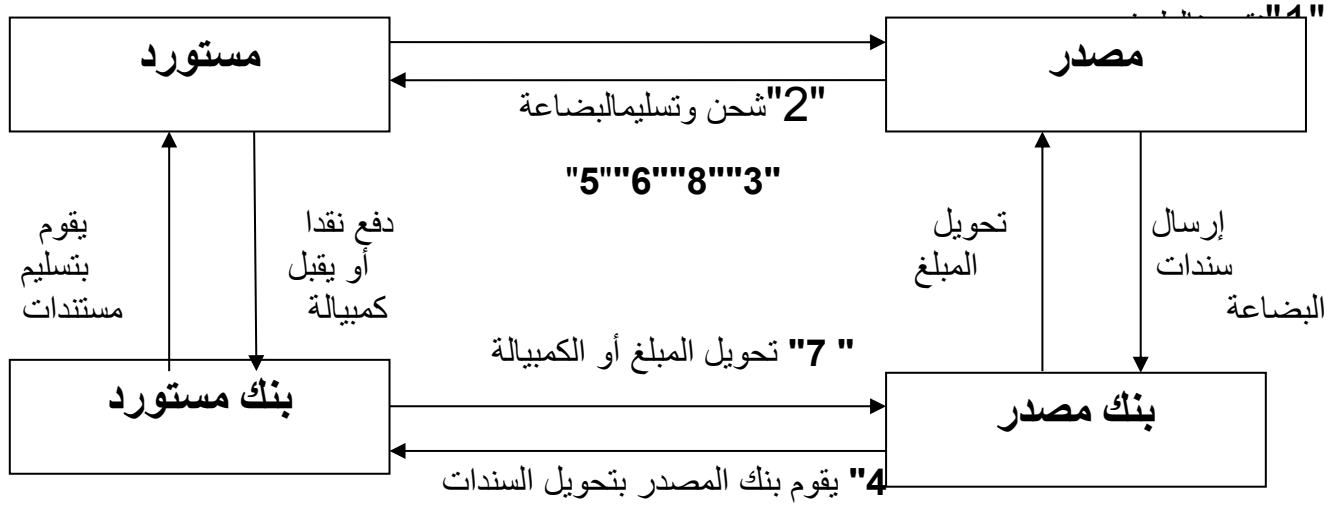 "1"
مستورد
مصدر
"2"شحن وتسليمالبضاعة
"5""6""8""3"
يقوم
بتسليم
مستندات
دفع نقدا
أو يقبل
كمبيالة
تحويل
المبلغ
إرسال
سندات
البضاعة
" 7" تحويل المبلغ أو الكمبيالة
بنك مستورد
بنك مصدر
4" يقوم بنك المصدر بتحويل السندات